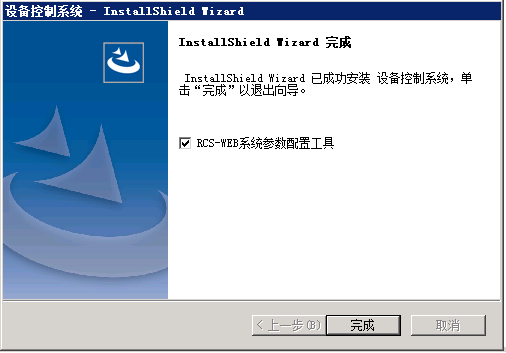 设备控制系统 - InstallShield Wizard
InstallShield Wizard 完成
InstallShield Wizard 已成功安装 设备控制系统，单
击“完成”以退出向导。
RCS-WEB系统参数配置工具
< 上一步(B)
完成
取消